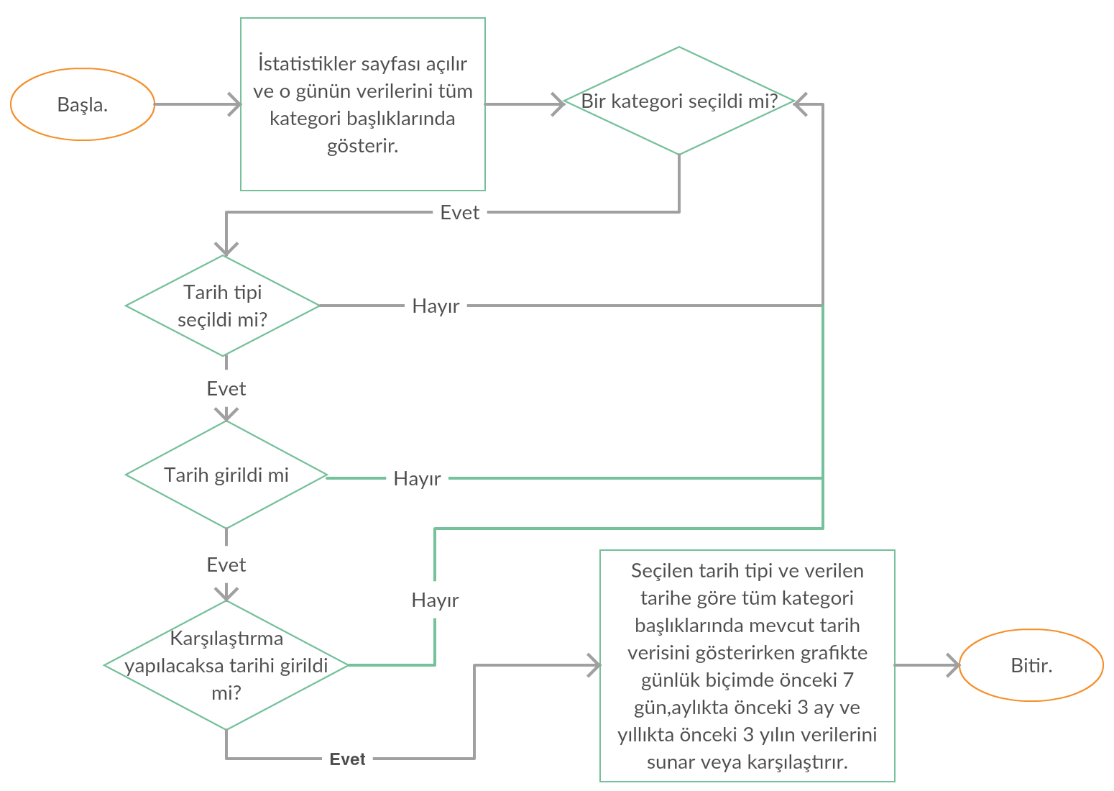 Başla.
İstatistikler sayfası açılır
ve o günün verilerini tüm
kategori başlıklarında
gösterir.
Bir kategori seçildi mi?
Evet
Tarih tipi
seçildi mi?
Hayır
Evet
Tarih girildi mi
Hayır
Evet
Karşılaştırma
yapılacaksa tarihi girildi
mi?
Hayır
Evet
Seçilen tarih tipi ve verilen
tarihe göre tüm kategori
başlıklarında mevcut tarih
verisini gösterirken grafikte
günlük biçimde önceki 7
gün,aylıkta önceki 3 ay ve
yıllıkta önceki 3 yılın verilerini
sunar veya karşılaştırır.
Bitir.